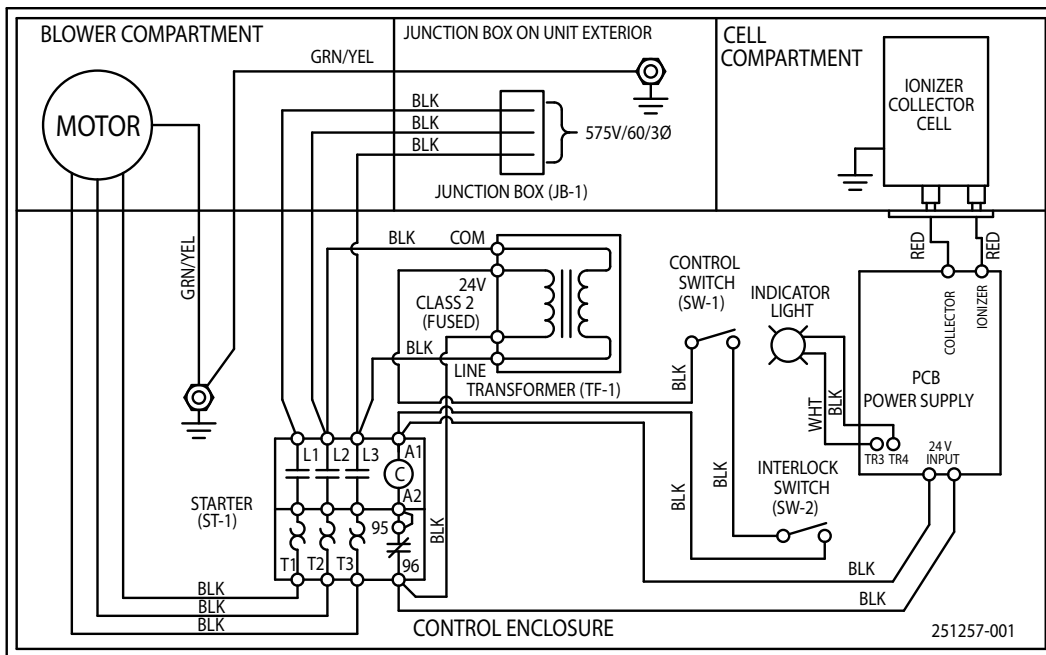 BLOWER COMPARTMENT
MOTOR
GRN/YEL
GRN/YEL
JUNCTION BOX ON UNIT EXTERIOR
BLK
BLK
BLK
575V/60/3Ø
JUNCTION BOX (JB-1)
CELL
COMPARTMENT
IONIZER
COLLECTOR
CELL
RED
RED
BLK
COM
24V
CLASS 2
(FUSED)
BLK
LINE
TRANSFORMER (TF-1)
CONTROL
SWITCH
(SW-1)
INDICATOR
LIGHT
COLLECTOR
IONIZER
PCB
POWER SUPPLY
BLK
WHT
BLK
TR3 TR4
24 V
INPUT
L1
L2
L3
A1
C
A2
STARTER
(ST-1)
95
96
T1
T2
T3
BLK
BLK
BLK
INTERLOCK
SWITCH
(SW-2)
BLK
BLK
BLK
BLK
BLK
CONTROL ENCLOSURE
251257-001